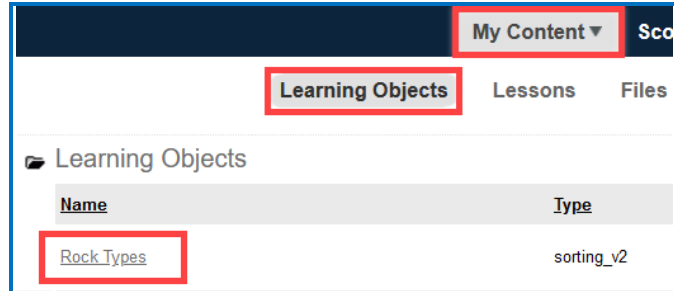 My Content ▼ Sco
Learning Objects Lessons Files
Learning Objects
Name Type
Rock Types sorting_v2